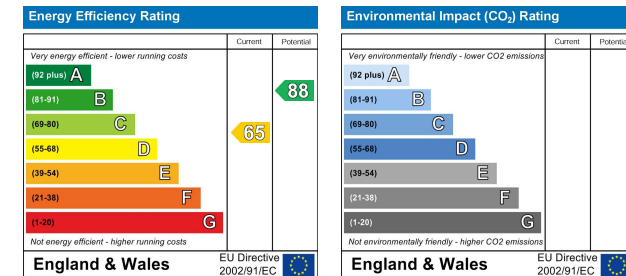 Energy Efficiency Rating
Current Potential
Very energy efficient - lower running costs
(92 plus) A
(81-91) B
88
(69-80) C
65
(55-68) D
(39-54) E
(21-38) F
(1-20) G
Not energy efficient - higher running costs
England & Wales
EU Directive
2002/91/EC
Environmental Impact (CO2) Rating
Current Potential
Very environmentally friendly - lower CO2 emissions
(92 plus) A
(81-91) B
(69-80) C
(55-68) D
(39-54) E
(21-38) F
(1-20) G
Not environmentally friendly - higher CO2 emissions
England & Wales
EU Directive
2002/91/EC